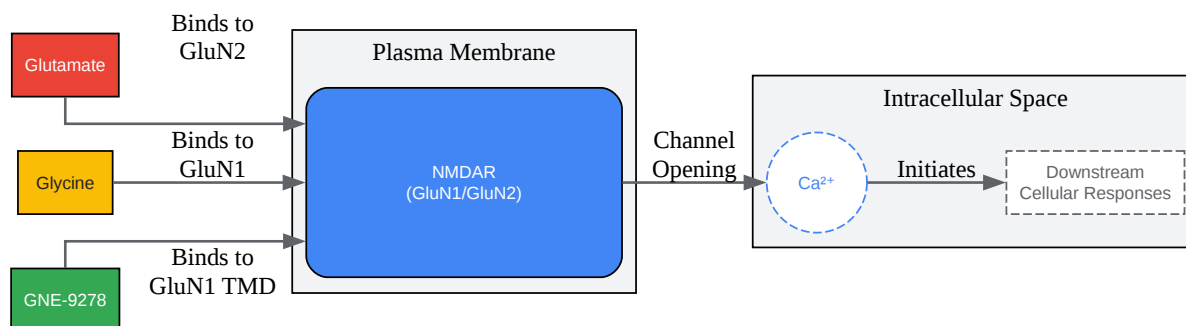 Glutamate
Binds to
GluN2
Glycine
Binds to
GluN1
GNE-9278
Binds to
GluN1 TMD
Plasma Membrane
NMDAR
(GluN1/GluN2)
Channel
Opening
Intracellular Space
Ca²⁺
Initiates
Downstream
Cellular Responses